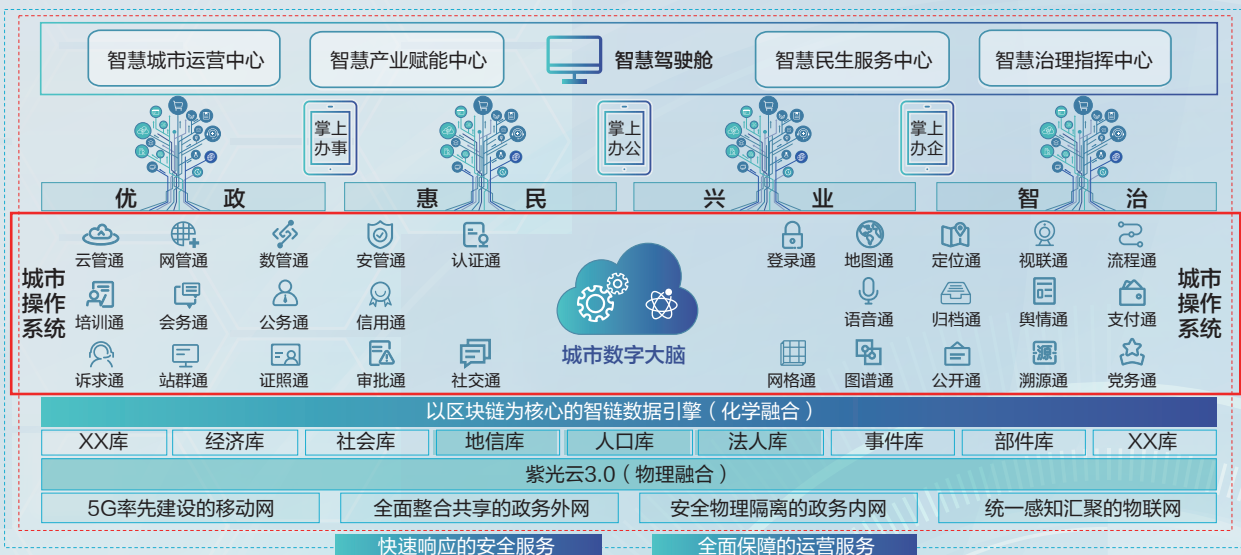 智慧城市运营中心
智慧产业赋能中心
智慧驾驶舱
智慧民生服务中心
智慧治理指挥中心
掌上
办事
掌上
办公
掌上
办企
优政
惠民
兴业
智治
城市
操作
系统
云管通
网管通
数管通
安管通
认证通
登录通
地图通
定位通
视联通
流程通
培训通
会务通
公务通
信用通
语音通
归档通
舆情通
支付通
诉求通
站群通
证照通
审批通
社交通
城市数字大脑
网格通
图谱通
公开通
源
溯源通
党务通
城市
操作
系统
以区块链为核心的智链数据引擎（化学融合）
XX库
经济库
社会库
地信库
人口库
法人库
事件库
部件库
XX库
紫光云3.0（物理融合）
5G率先建设的移动网
全面整合共享的政务外网
安全物理隔离的政务内网
统一感知汇聚的物联网
快速响应的安全服务
全面保障的运营服务